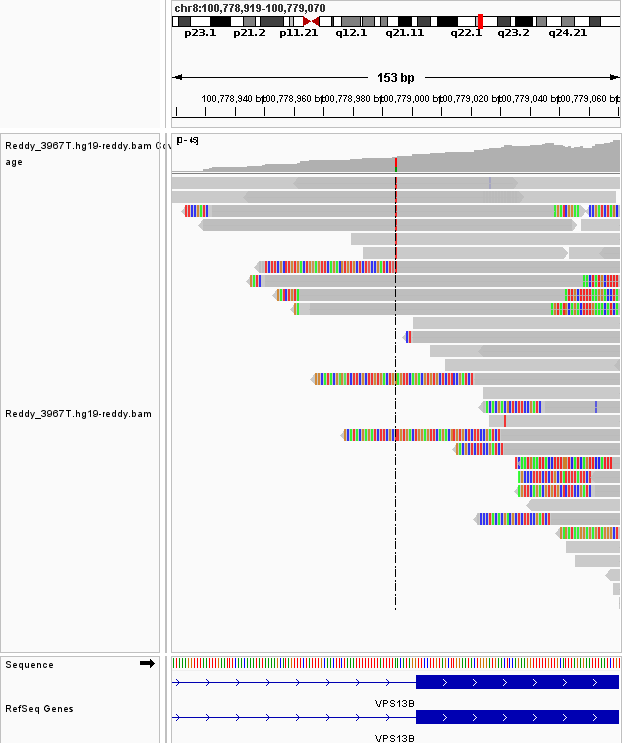 chr8:100,778,919-100,779,070
p23.1 p21.2 p11.21 q12.1 q21.11 q22.1 q23.2 q24.21
153 bp
100,778,940 bp 100,778,960 bp 100,778,980 bp 100,779,000 bp 100,779,020 bp 100,779,040 bp 100,779,060 bp
[0 - 45]
Reddy_3967T.hg19-reddy.bam Cov
age
Reddy_3967T.hg19-reddy.bam
Sequence
VPS13B
RefSeq Genes
VPS13B